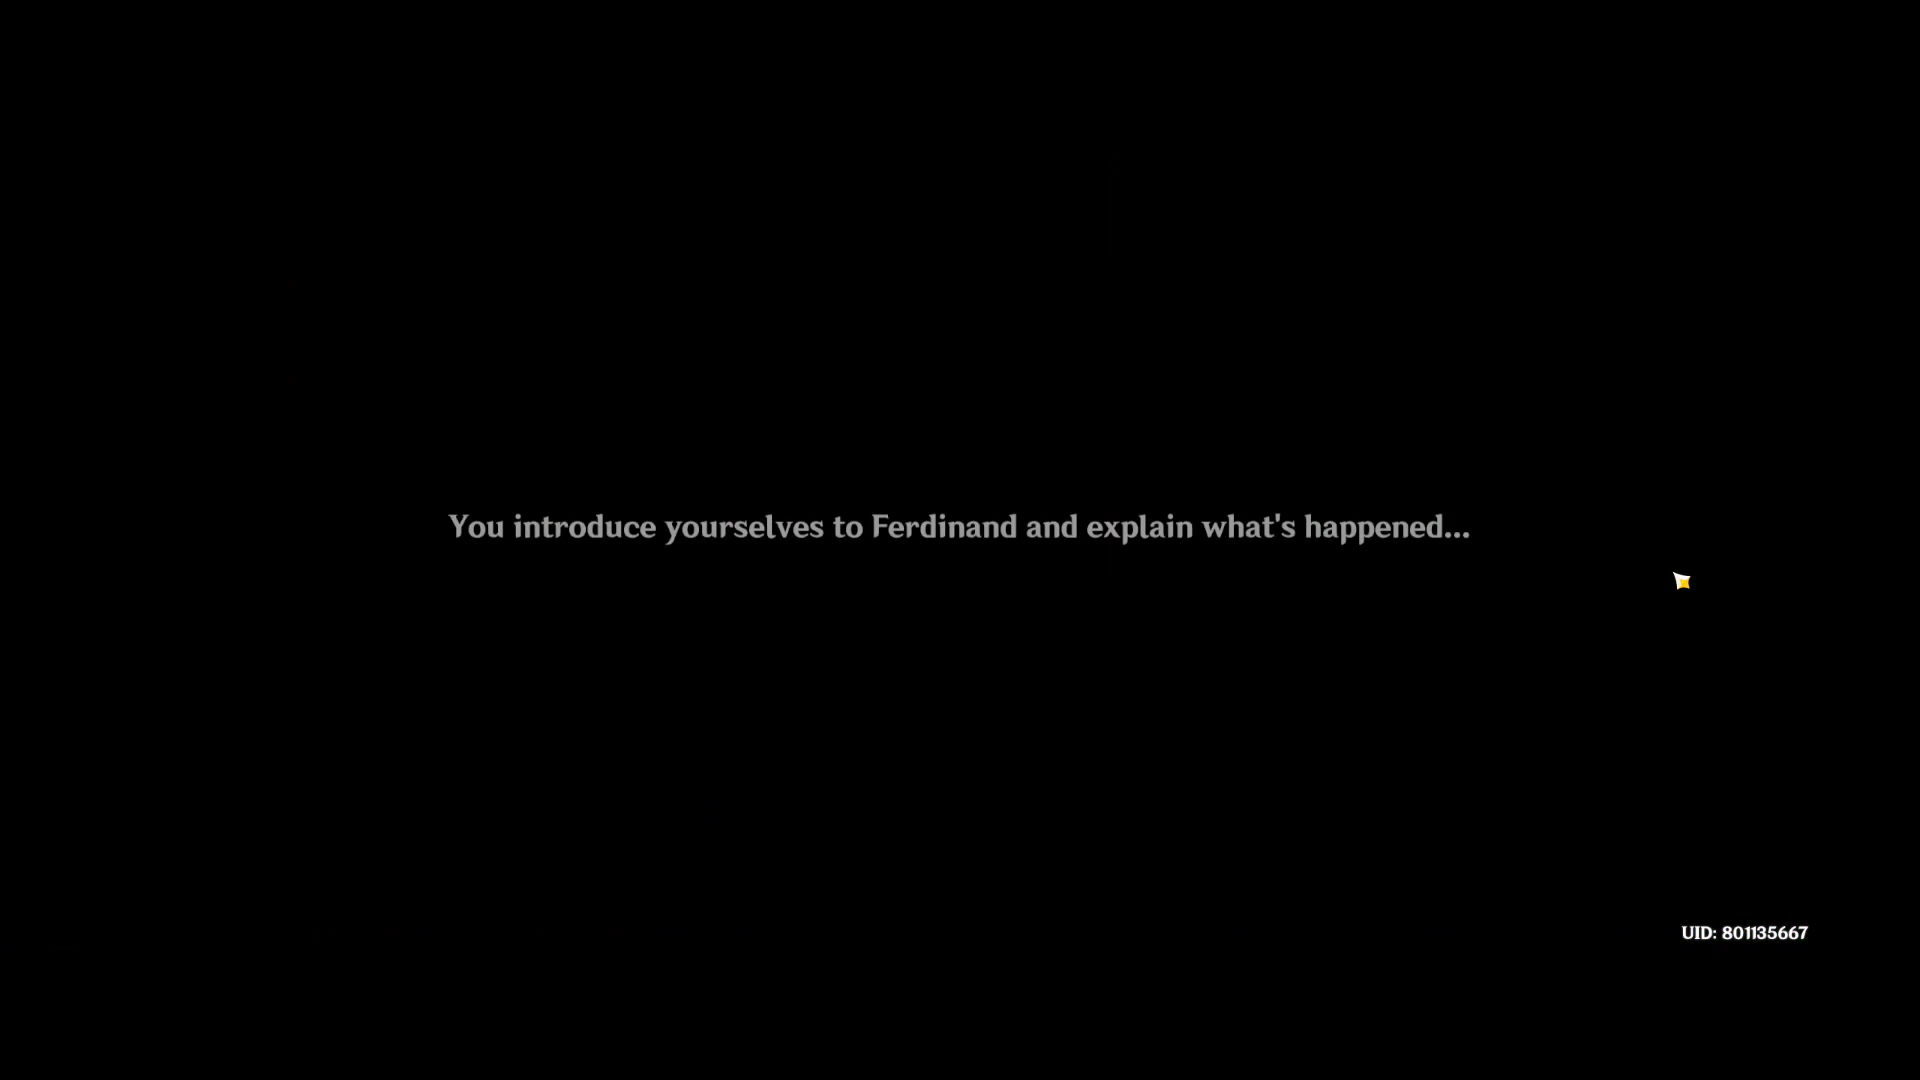 You introduce yourselves to Ferdinand and explain what's happened...
UID: 801135667